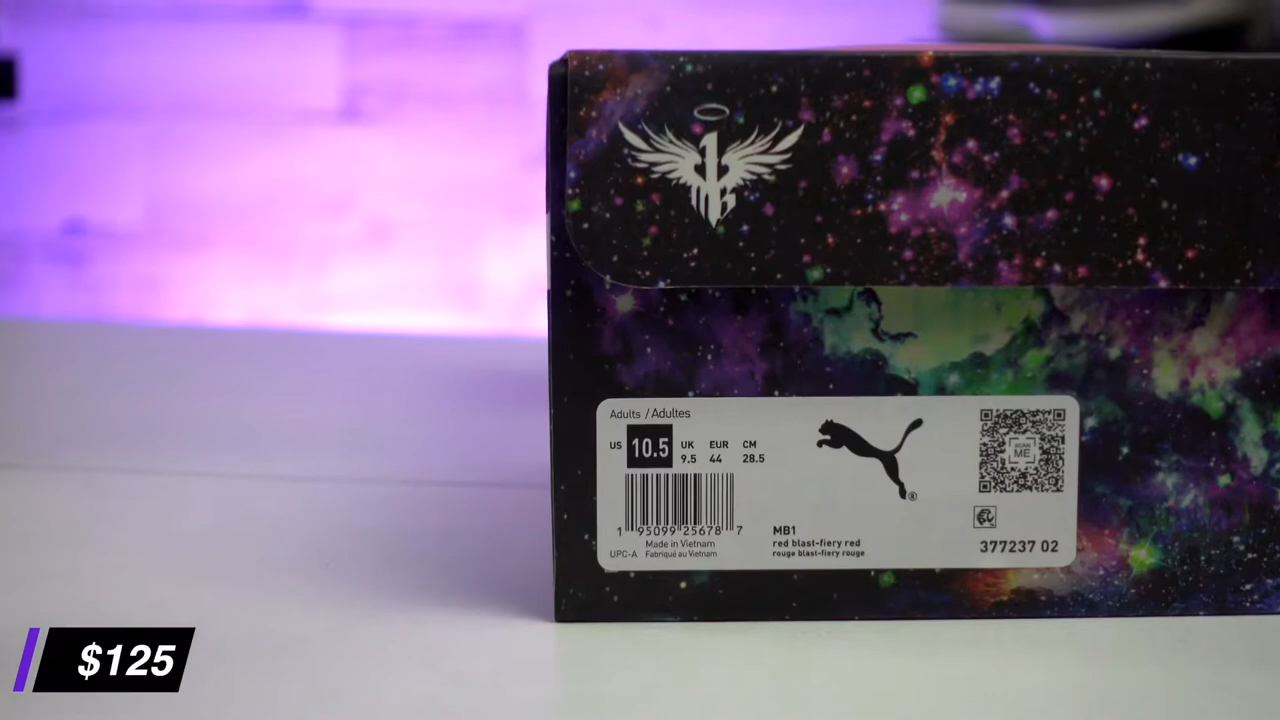 Adults / Adultes
US 10.5 UK 9.5 EUR 44 CM 28.5
SCAN ME
1 95099 25678 7
UPC-A
Made in Vietnam
Fabriqué au Vietnam
MB1
red blast-fiery red
rouge blast-fiery rouge
®
377237 02
$125